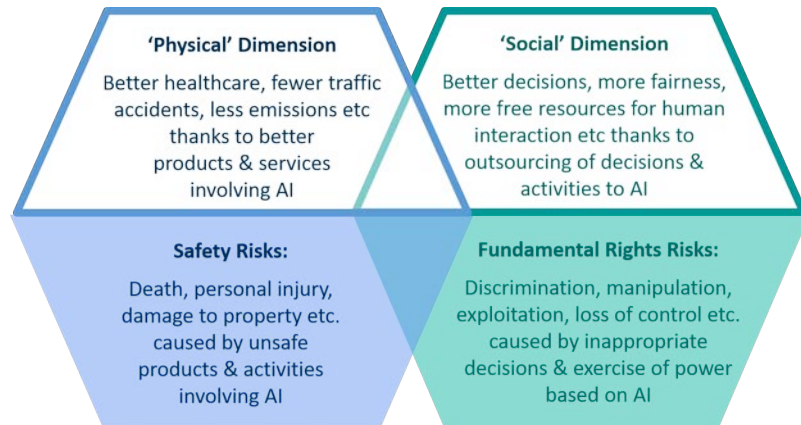 ‘Physical’ Dimension
Better healthcare, fewer traffic
accidents, less emissions etc
thanks to better
products & services
involving AI
‘Social’ Dimension
Better decisions, more fairness,
more free resources for human
interaction etc thanks to
outsourcing of decisions &
activities to AI
Safety Risks:
Death, personal injury,
damage to property etc.
caused by unsafe
products & activities
involving AI
Fundamental Rights Risks:
Discrimination, manipulation,
exploitation, loss of control etc.
caused by inappropriate
decisions & exercise of power
based on AI